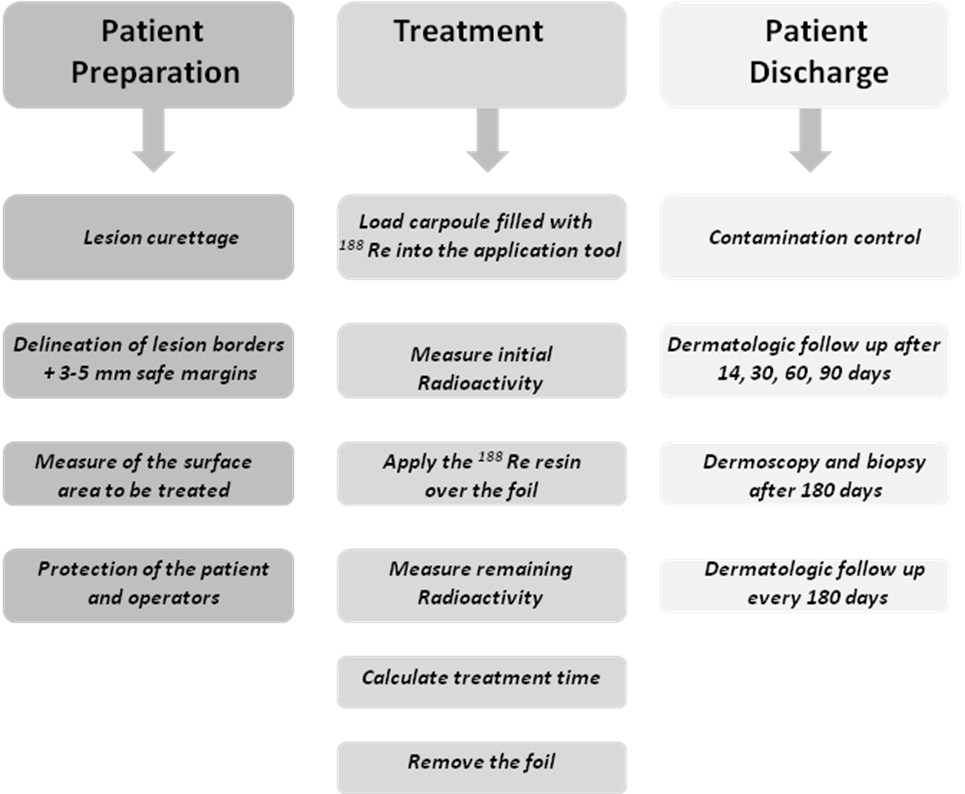 Patient
Preparation
Lesion curettage
Delineation of lesion borders
+ 3-5 mm safe margins
Measure of the surface
area to be treated
Protection of the patient
and operators
Treatment
Load carpoule filled with
¹⁸⁸ Re into the application tool
Measure initial
Radioactivity
Apply the ¹⁸⁸ Re resin
over the foil
Measure remaining
Radioactivity
Calculate treatment time
Remove the foil
Patient
Discharge
Contamination control
Dermatologic follow up after
14, 30, 60, 90 days
Dermoscopy and biopsy
after 180 days
Dermatologic follow up
every 180 days